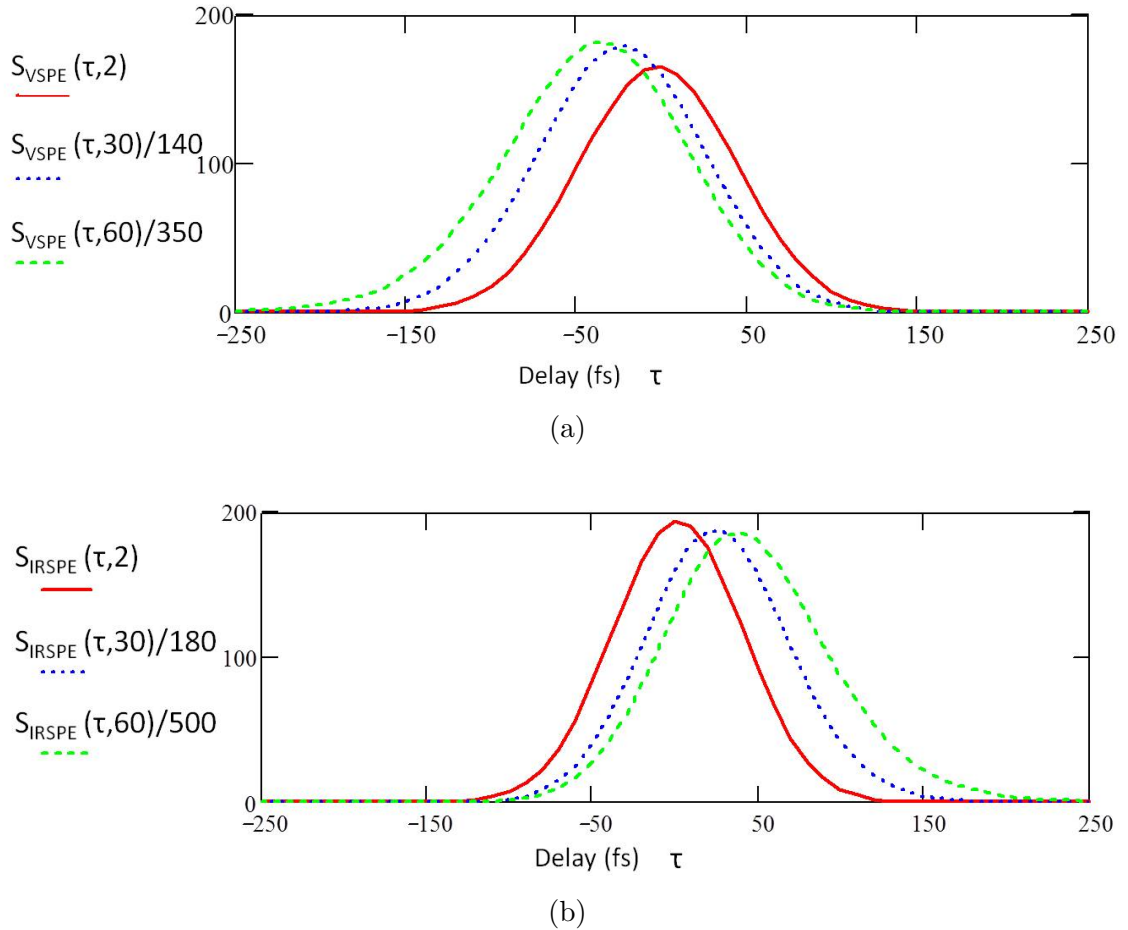 200
S_VSPE (τ,2)
S_VSPE (τ,30)/140
100
S_VSPE (τ,60)/350
0
−250 −150 −50 50 150 250
Delay (fs) τ
(a)
200
S_IRSPE (τ,2)
S_IRSPE (τ,30)/180
100
S_IRSPE (τ,60)/500
0
−250 −150 −50 50 150 250
Delay (fs) τ
(b)